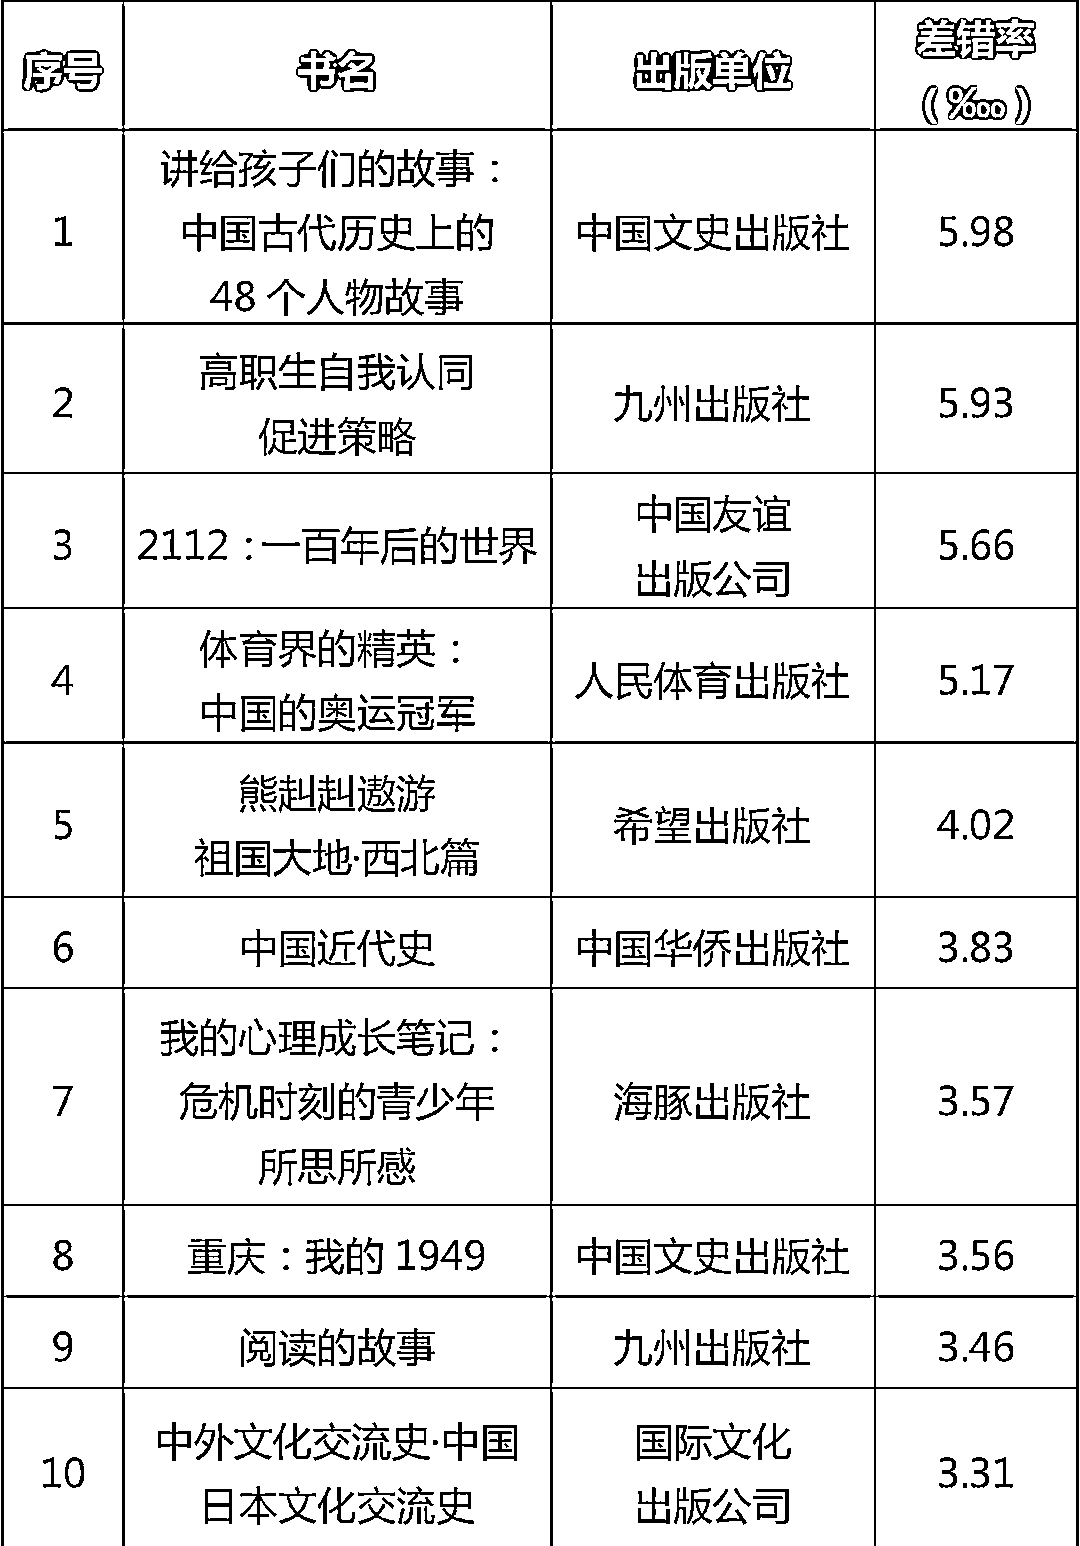 序号 书名 出版单位 差错率
(‱)
讲给孩子们的故事：
1 中国古代历史上的 中国文史出版社 5.98
48 个人物故事
高职生自我认同
2 九州出版社 5.93
促进策略
中国友谊
3 2112：一百年后的世界 5.66
出版公司
体育界的精英：
4 人民体育出版社 5.17
中国的奥运冠军
熊赳赳遨游
5 希望出版社 4.02
祖国大地·西北篇
6 中国近代史 中国华侨出版社 3.83
我的心理成长笔记：
7 危机时刻的青少年 海豚出版社 3.57
所思所感
8 重庆：我的 1949 中国文史出版社 3.56
9 阅读的故事 九州出版社 3.46
中外文化交流史·中国 国际文化
10 3.31
日本文化交流史 出版公司